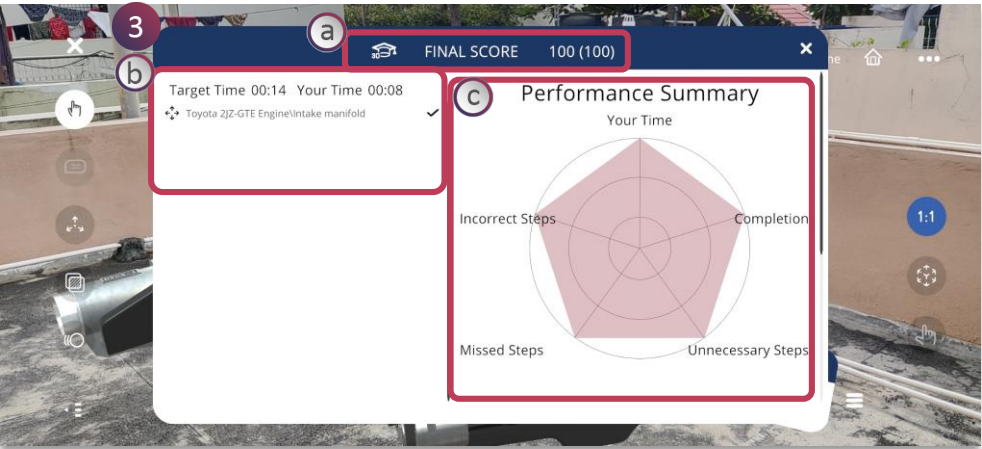 3
a
FINAL SCORE 100 (100)
3D
b
Target Time 00:14 Your Time 00:08
Toyota 2JZ-GTE Engine\Intake manifold
c
Performance Summary
Your Time
Incorrect Steps
Completion
Missed Steps
Unnecessary Steps
1:1